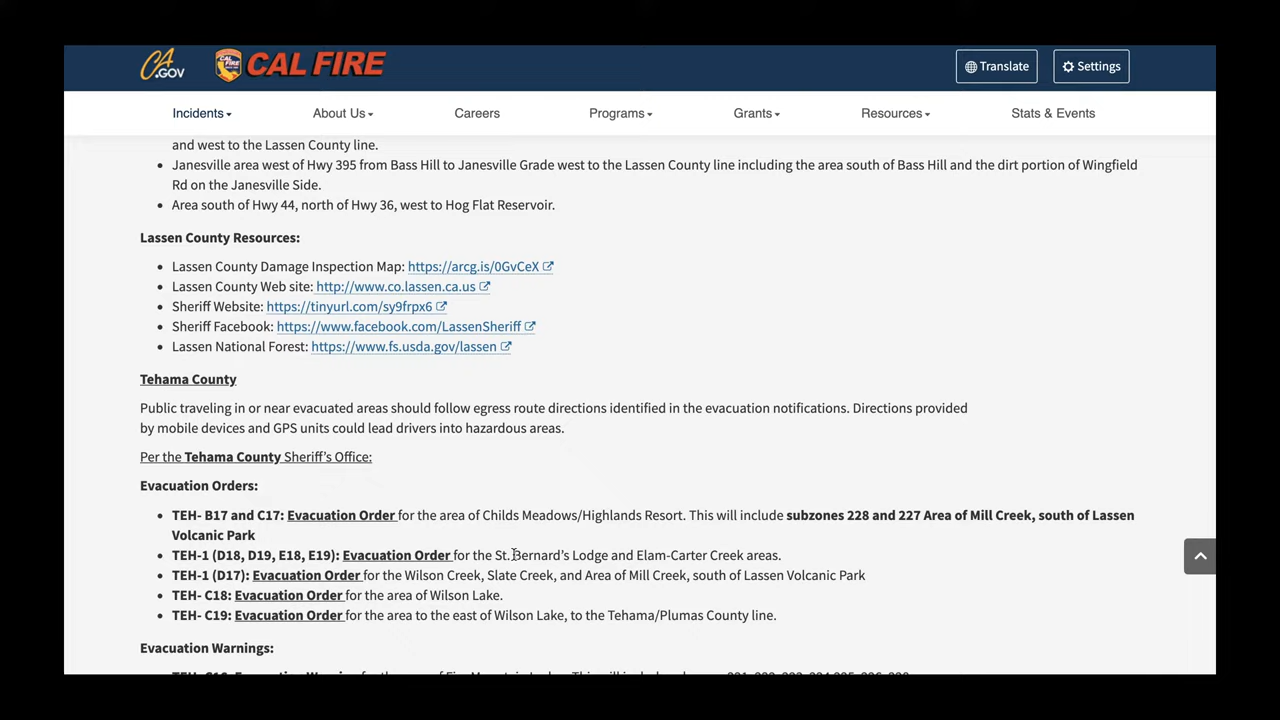 CA.GOV CAL FIRE CAL FIRE Translate Settings
Incidents About Us Careers Programs Grants Resources Stats & Events
and west to the Lassen County line.
• Janesville area west of Hwy 395 from Bass Hill to Janesville Grade west to the Lassen County line including the area south of Bass Hill and the dirt portion of Wingfield
Rd on the Janesville Side.
• Area south of Hwy 44, north of Hwy 36, west to Hog Flat Reservoir.
Lassen County Resources:
• Lassen County Damage Inspection Map: https://arcg.is/0GvCeX
• Lassen County Web site: http://www.co.lassen.ca.us
• Sheriff Website: https://tinyurl.com/sy9frpx6
• Sheriff Facebook: https://www.facebook.com/LassenSheriff
• Lassen National Forest: https://www.fs.usda.gov/lassen
Tehama County
Public traveling in or near evacuated areas should follow egress route directions identified in the evacuation notifications. Directions provided
by mobile devices and GPS units could lead drivers into hazardous areas.
Per the Tehama County Sheriff's Office:
Evacuation Orders:
• TEH- B17 and C17: Evacuation Order for the area of Childs Meadows/Highlands Resort. This will include subzones 228 and 227 Area of Mill Creek, south of Lassen
Volcanic Park
• TEH-1 (D18, D19, E18, E19): Evacuation Order for the St. Bernard's Lodge and Elam-Carter Creek areas.
• TEH-1 (D17): Evacuation Order for the Wilson Creek, Slate Creek, and Area of Mill Creek, south of Lassen Volcanic Park
• TEH- C18: Evacuation Order for the area of Wilson Lake.
• TEH- C19: Evacuation Order for the area to the east of Wilson Lake, to the Tehama/Plumas County line.
Evacuation Warnings: